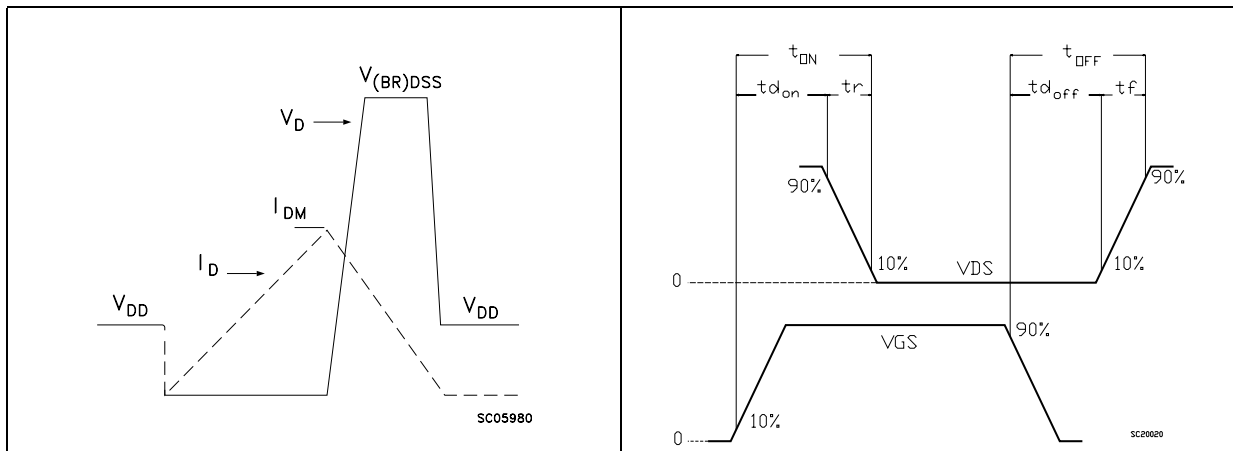 V(BR)DSS
VD
IDM
ID
VDD
VDD
SC05980
tON
tOFF
tdon
tr
tdoff
tf
90%
90%
10%
VDS
10%
0
VGS
90%
10%
0
SC20020